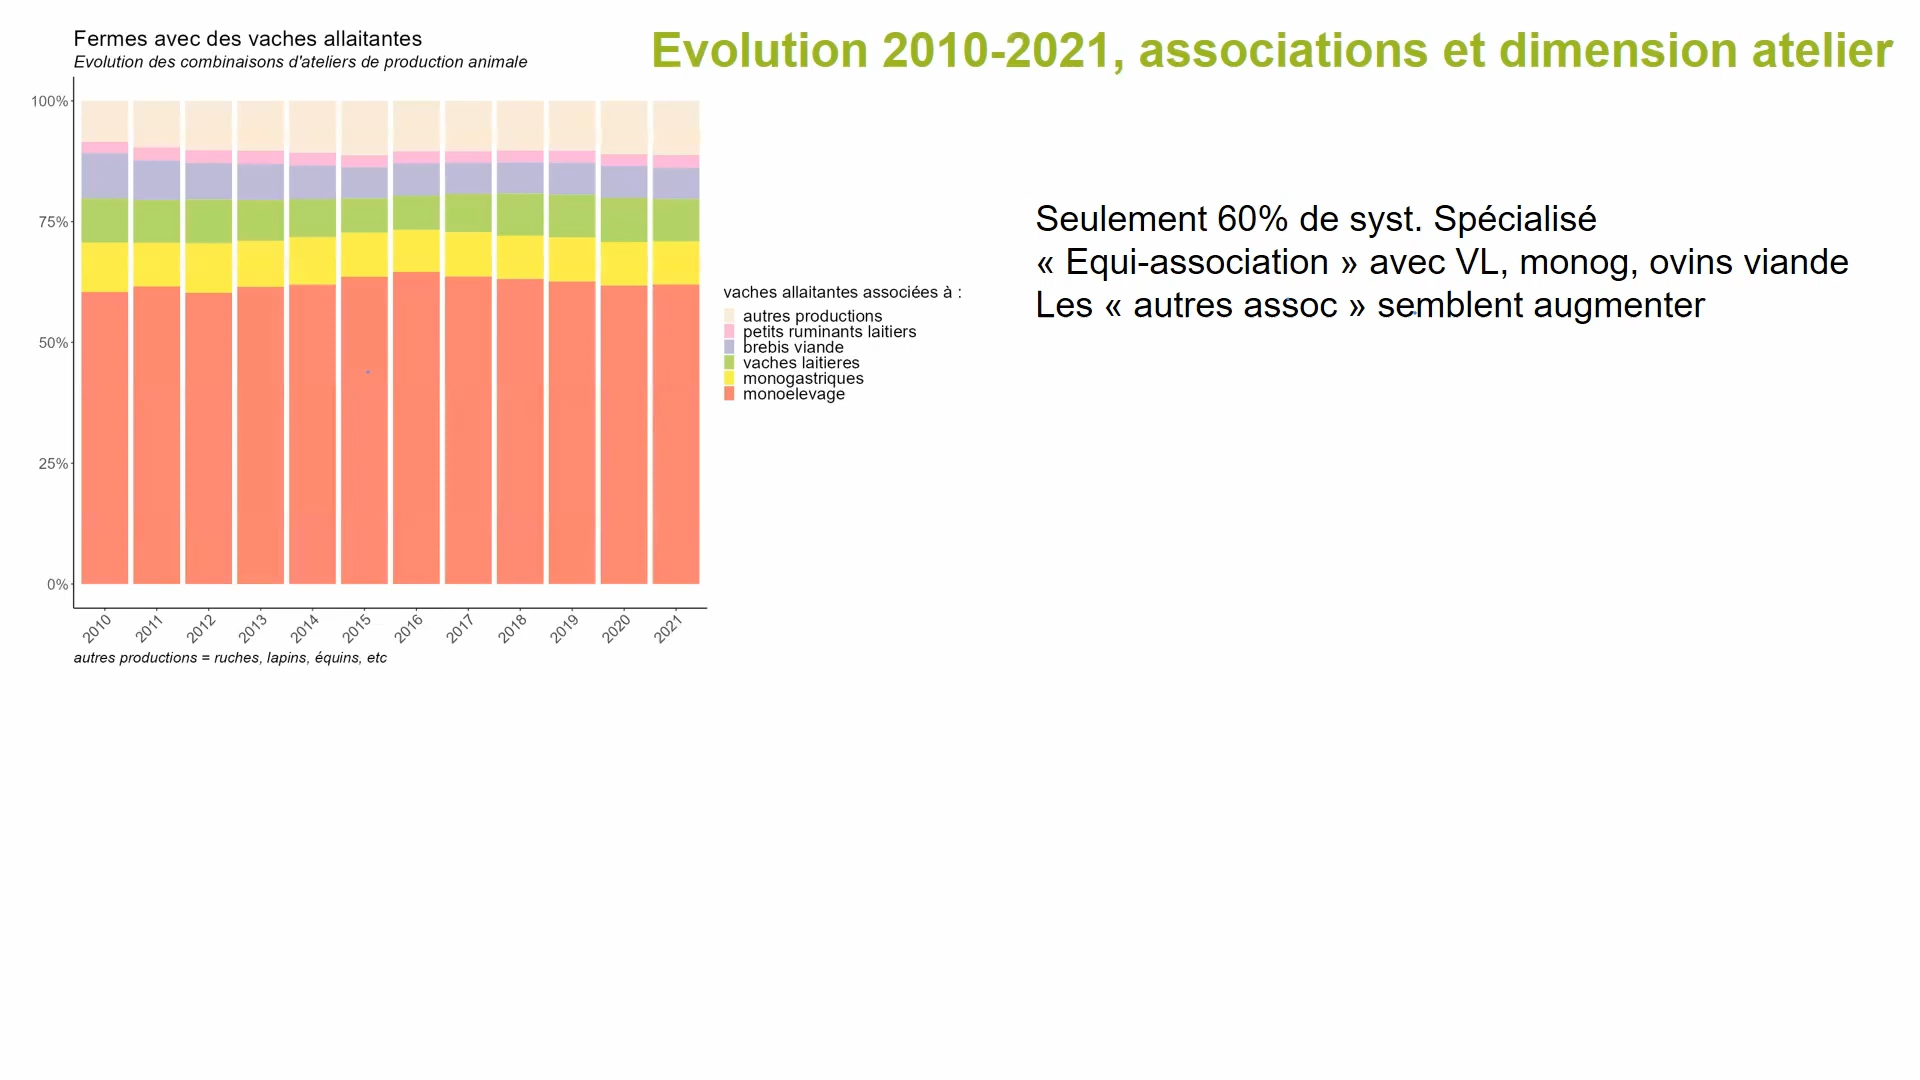 Evolution 2010-2021, associations et dimension atelier
Fermes avec des vaches allaitantes
Evolution des combinaisons d'ateliers de production animale
100%
75%
50%
25%
0%
2010
2011
2012
2013
2014
2015
2016
2017
2018
2019
2020
2021
autres productions = ruches, lapins, équins, etc
vaches allaitantes associées à :
autres productions
petits ruminants laitiers
brebis viande
vaches laitieres
monogastriques
monoelevage
Seulement 60% de syst. Spécialisé
« Equi-association » avec VL, monog, ovins viande
Les « autres assoc » semblent augmenter